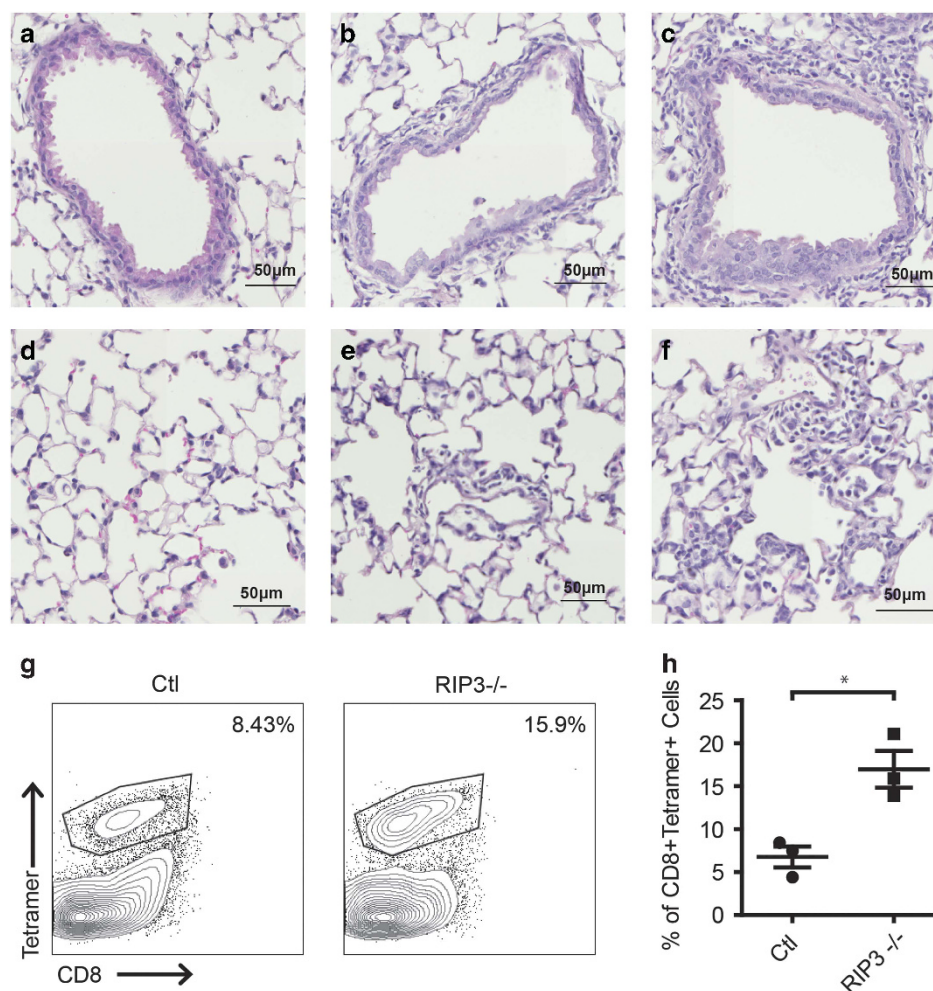 a
b
c
50µm
50µm
50µm
d
e
f
50µm
50µm
50µm
g
Ctl
RIP3-/-
8.43%
15.9%
Tetramer
CD8
h
*
% of CD8+Tetramer+ Cells
25
20
15
10
5
0
Ctl
RIP3 -/-